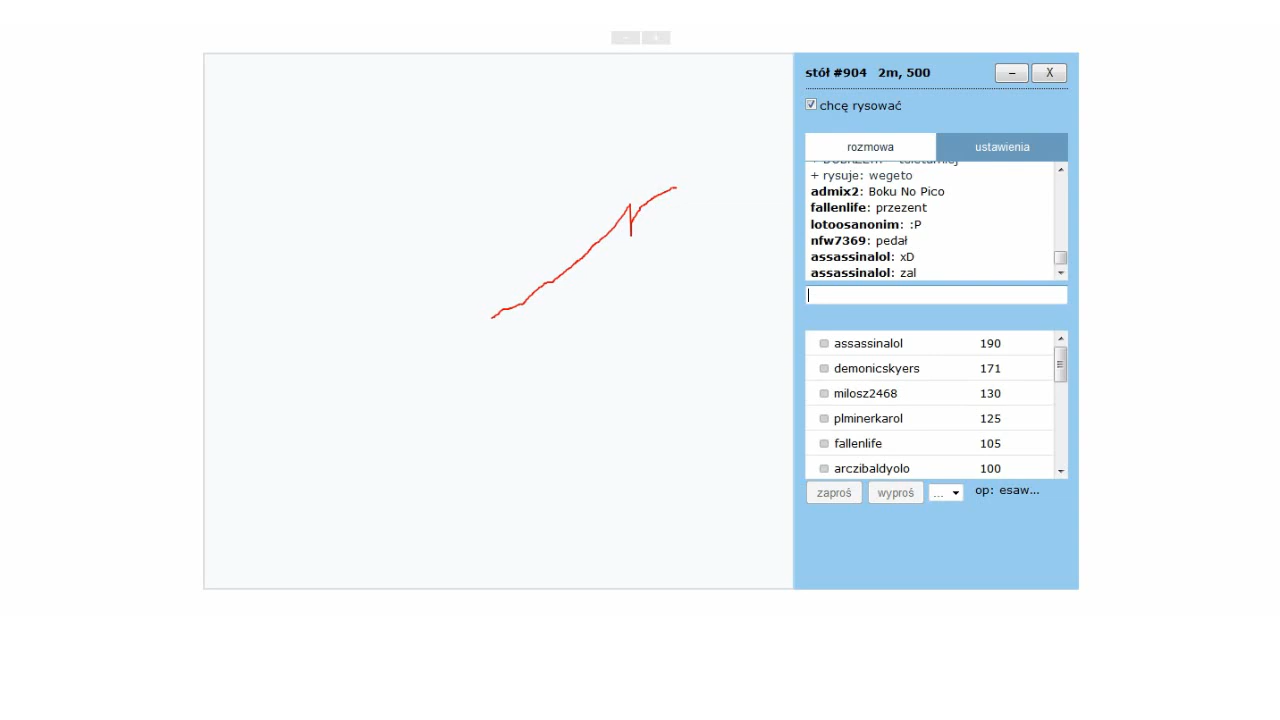 stół #904 2m, 500
– X
chcę rysować
rozmowa ustawienia
+ rysuje: wegeto
admix2: Boku No Pico
fallenlife: przezent
lotoosanonim: :P
nfw7369: pedał
assassinalol: xD
assassinalol: zal
assassinalol 190
demonicskyers 171
milosz2468 130
plminerkarol 125
fallenlife 105
arczibaldyolo 100
zaproś wyproś ... op: esaw...